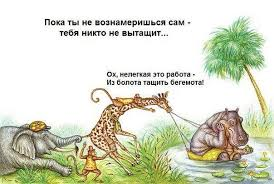 Пока ты не вознамеришься сам -
тебя никто не вытащит...
Ох, нелегкая это работа -
Из болота тащить бегемота!